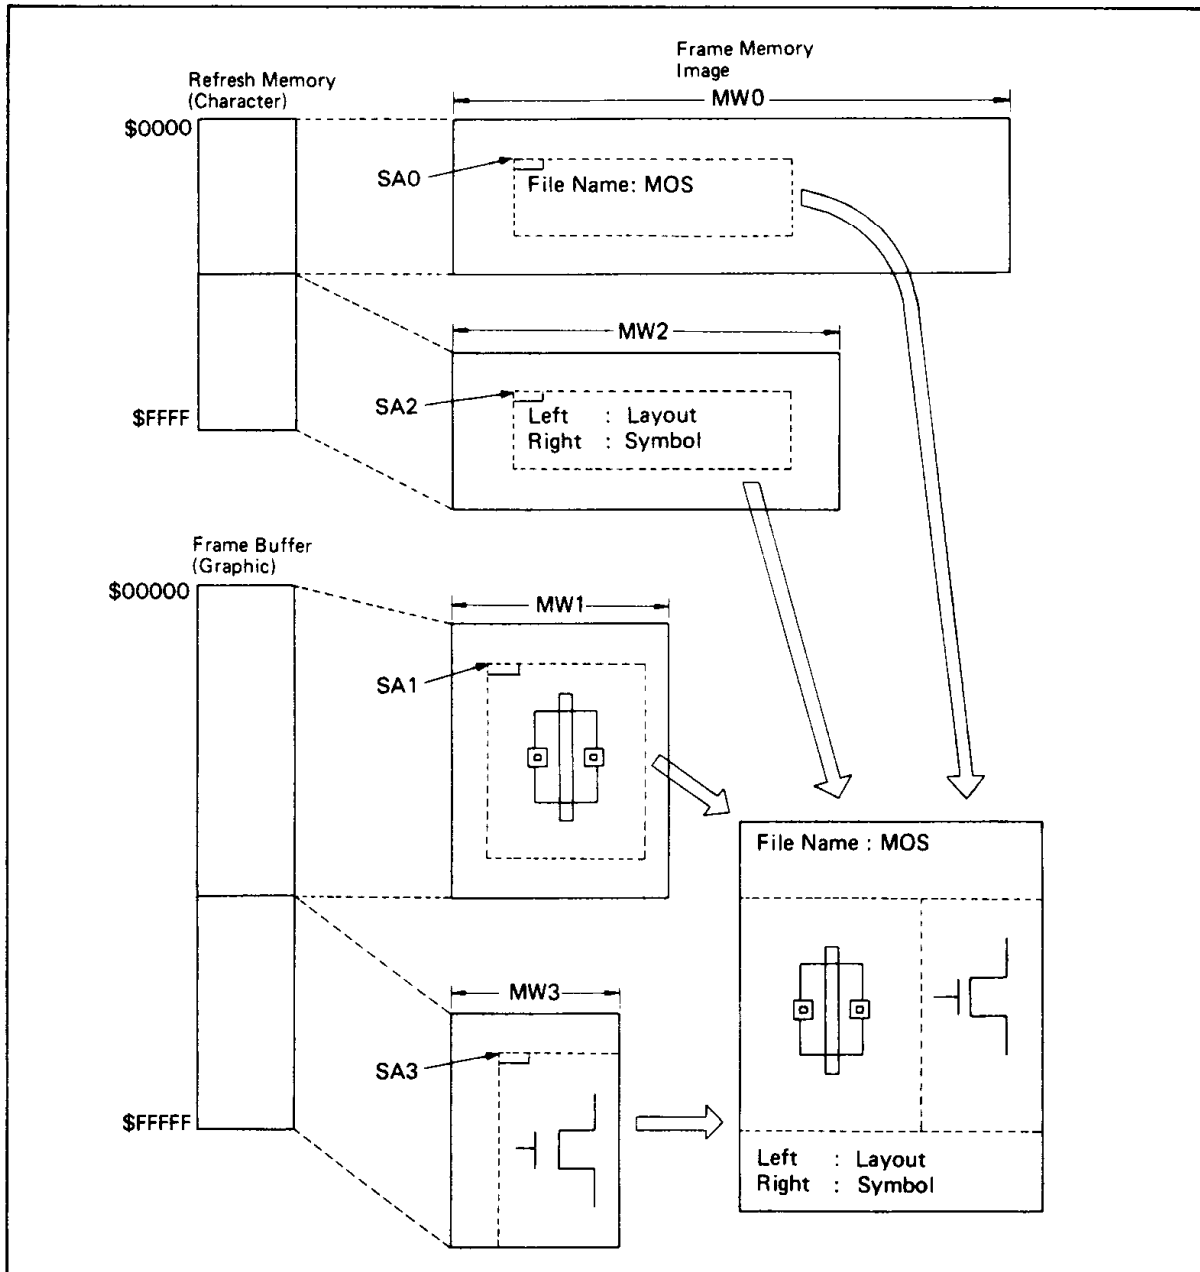 Frame Memory
Image
Refresh Memory
(Character)
MW0
$0000
SA0
File Name: MOS
MW2
SA2
$FFFF
Left : Layout
Right : Symbol
Frame Buffer
(Graphic)
$00000
MW1
SA1
File Name : MOS
MW3
SA3
$FFFFF
Left : Layout
Right : Symbol